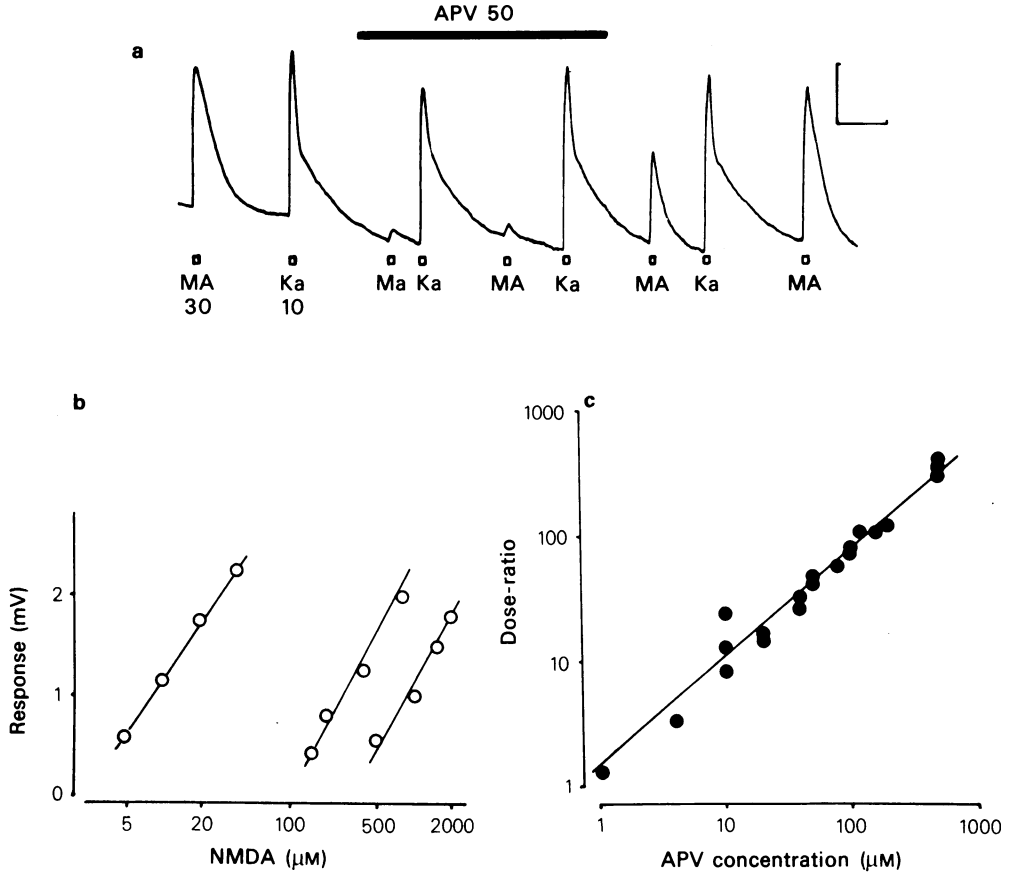 APV 50
a
MA Ka Ma Ka MA Ka MA Ka MA
30 10
b
Response (mV)
2
1
0
5 20 100 500 2000
NMDA (μM)
c
Dose-ratio
1000
100
10
1
1 10 100 1000
APV concentration (μM)